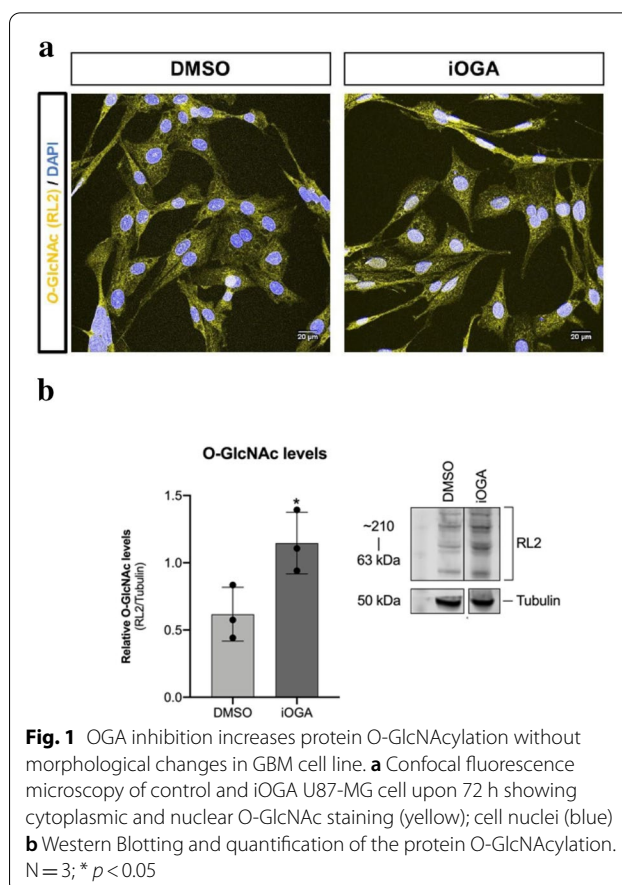 a
DMSO
iOGA
O-GlcNAc (RL2) / DAPI
20 µm
20 µm
b
O-GlcNAc levels
Relative O-GlcNAc levels
(RL2/Tubulin)
1.5
1.0
0.5
0.0
*
DMSO
iOGA
DMSO
iOGA
~210
63 kDa
RL2
50 kDa
Tubulin
Fig. 1 OGA inhibition increases protein O-GlcNAcylation without
morphological changes in GBM cell line. a Confocal fluorescence
microscopy of control and iOGA U87-MG cell upon 72 h showing
cytoplasmic and nuclear O-GlcNAc staining (yellow); cell nuclei (blue)
b Western Blotting and quantification of the protein O-GlcNAcylation.
N = 3; * p < 0.05